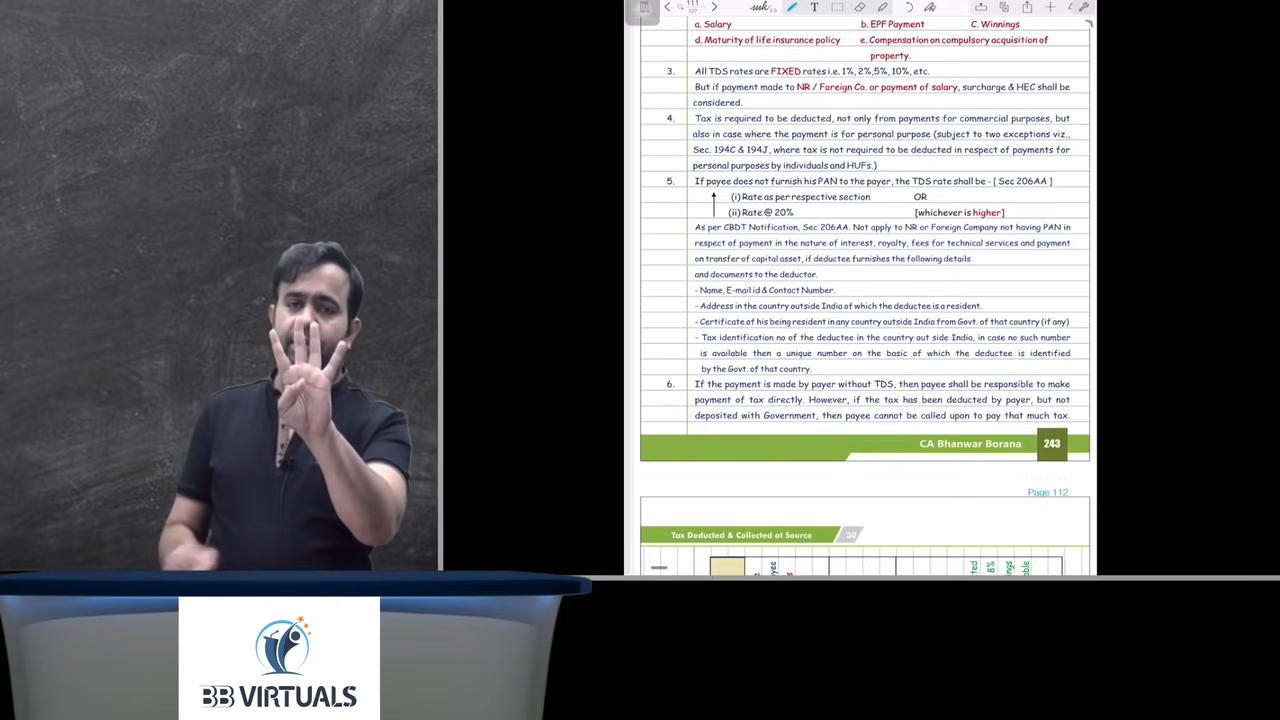 111
127
T
a. Salary b. EPF Payment C. Winnings
d. Maturity of life insurance policy e. Compensation on compulsory acquisition of
property.
3. All TDS rates are FIXED rates i.e. 1%, 2%,5%, 10%, etc.
But if payment made to NR / Foreign Co. or payment of salary, surcharge & HEC shall be
considered.
4. Tax is required to be deducted, not only from payments for commercial purposes, but
also in case where the payment is for personal purpose (subject to two exceptions viz.,
Sec. 194C & 194J, where tax is not required to be deducted in respect of payments for
personal purposes by individuals and HUFs.)
5. If payee does not furnish his PAN to the payer, the TDS rate shall be - [ Sec 206AA ]
(i) Rate as per respective section OR
(ii) Rate @ 20% [whichever is higher]
As per CBDT Notification, Sec 206AA. Not apply to NR or Foreign Company not having PAN in
respect of payment in the nature of interest, royalty, fees for technical services and payment
on transfer of capital asset, if deductee furnishes the following details
and documents to the deductor.
- Name, E-mail id & Contact Number.
- Address in the country outside India of which the deductee is a resident.
- Certificate of his being resident in any country outside India from Govt. of that country (if any)
- Tax identification no of the deductee in the country out side India, in case no such number
is available then a unique number on the basic of which the deductee is identified
by the Govt. of that country.
6. If the payment is made by payer without TDS, then payee shall be responsible to make
payment of tax directly. However, if the tax has been deducted by payer, but not
deposited with Government, then payee cannot be called upon to pay that much tax.
CA Bhanwar Borana 243
Page 112
Tax Deducted & Collected at Source 30
8%
BB VIRTUALS